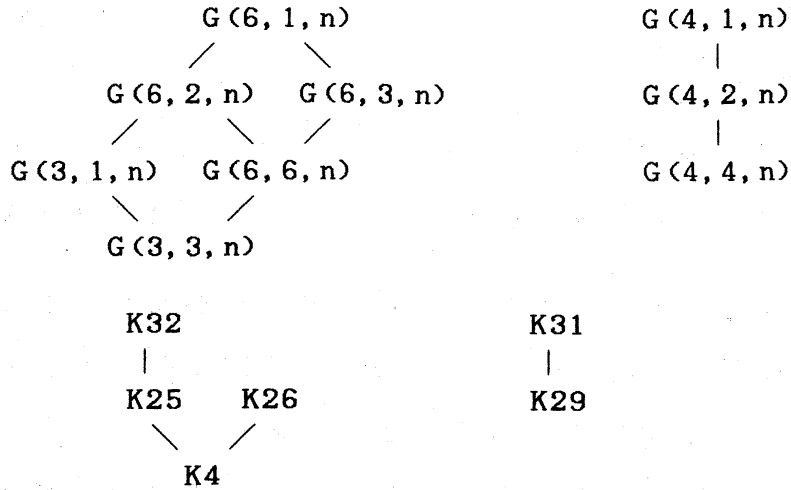 G(6,1,n) G(4,1,n)
G(6,2,n) G(6,3,n) G(4,2,n)
G(3,1,n) G(6,6,n) G(4,4,n)
G(3,3,n)
K32 K31
K25 K26 K29
K4